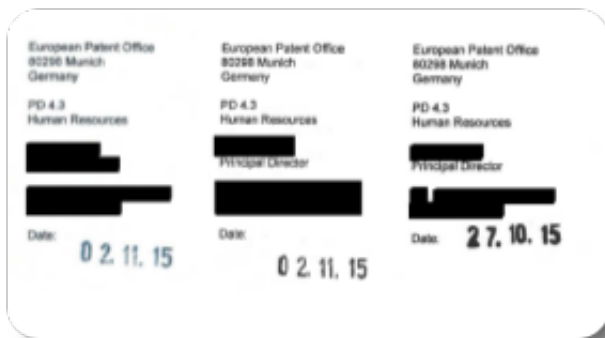 European Patent Office
80298 Munich
Germany
PD 4.3
Human Resources
Date:
02. 11. 15
European Patent Office
80298 Munich
Germany
PD 4.3
Human Resources
Principal Director
Date:
02. 11. 15
European Patent Office
80298 Munich
Germany
PD 4.3
Human Resources
Principal Director
Date:
27. 10. 15